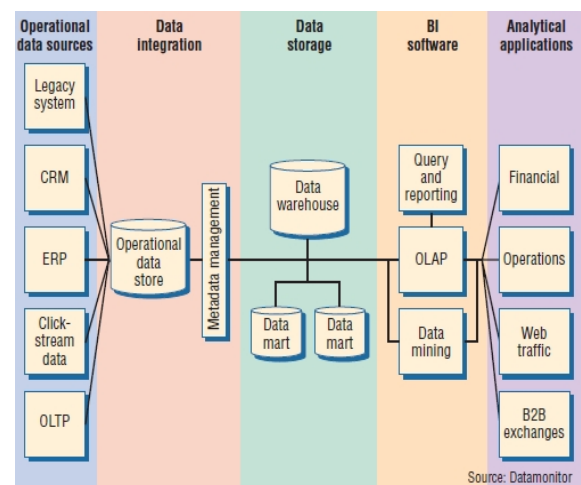 Operational
data sources
Data
integration
Data
storage
BI
software
Analytical
applications
Legacy
system
CRM
ERP
Click-
stream
data
OLTP
Operational
data
store
Metadata management
Data
warehouse
Data
mart
Data
mart
Query
and
reporting
OLAP
Data
mining
Financial
Operations
Web
traffic
B2B
exchanges
Source: Datamonitor